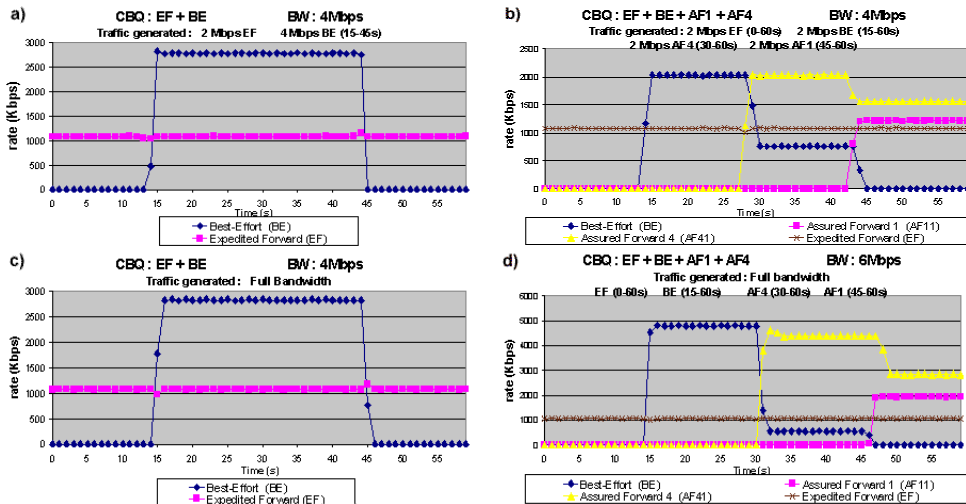 a)
CBQ : EF + BE BW: 4Mbps
Traffic generated : 2 Mbps EF 4 Mbps BE (15-45s)
3000
2500
2000
1500
1000
500
0
rate (Kbps)
0 5 10 15 20 25 30 35 40 45 50 55
Time (s)
Best-Effort (BE)
Expedited Forward (EF)
b)
CBQ : EF + BE + AF1 + AF4 BW: 4Mbps
Traffic generated : 2 Mbps EF (0-60s) 2 Mbps BE (15-60s)
2 Mbps AF4 (30-60s) 2 Mbps AF1 (45-60s)
2500
2000
1500
1000
500
0
rate (Kbps)
0 5 10 15 20 25 30 35 40 45 50 55
Time (s)
Best-Effort (BE) Assured Forward 1 (AF11)
Assured Forward 4 (AF41) Expedited Forward (EF)
c)
CBQ : EF + BE BW: 4Mbps
Traffic generated : Full Bandwidth
3000
2500
2000
1500
1000
500
0
rate (Kbps)
0 5 10 15 20 25 30 35 40 45 50 55
Time (s)
Best-Effort (BE)
Expedited Forward (EF)
d)
CBQ : EF + BE + AF1 + AF4 BW: 6Mbps
Traffic generated : Full bandwidth
EF (0-60s) BE (15-60s) AF4 (30-60s) AF1 (45-60s)
6000
5000
4000
3000
2000
1000
0
rate (Kbps)
0 5 10 15 20 25 30 35 40 45 50 55
Time (s)
Best-Effort (BE) Assured Forward 1 (AF11)
Assured Forward 4 (AF41) Expedited Forward (EF)